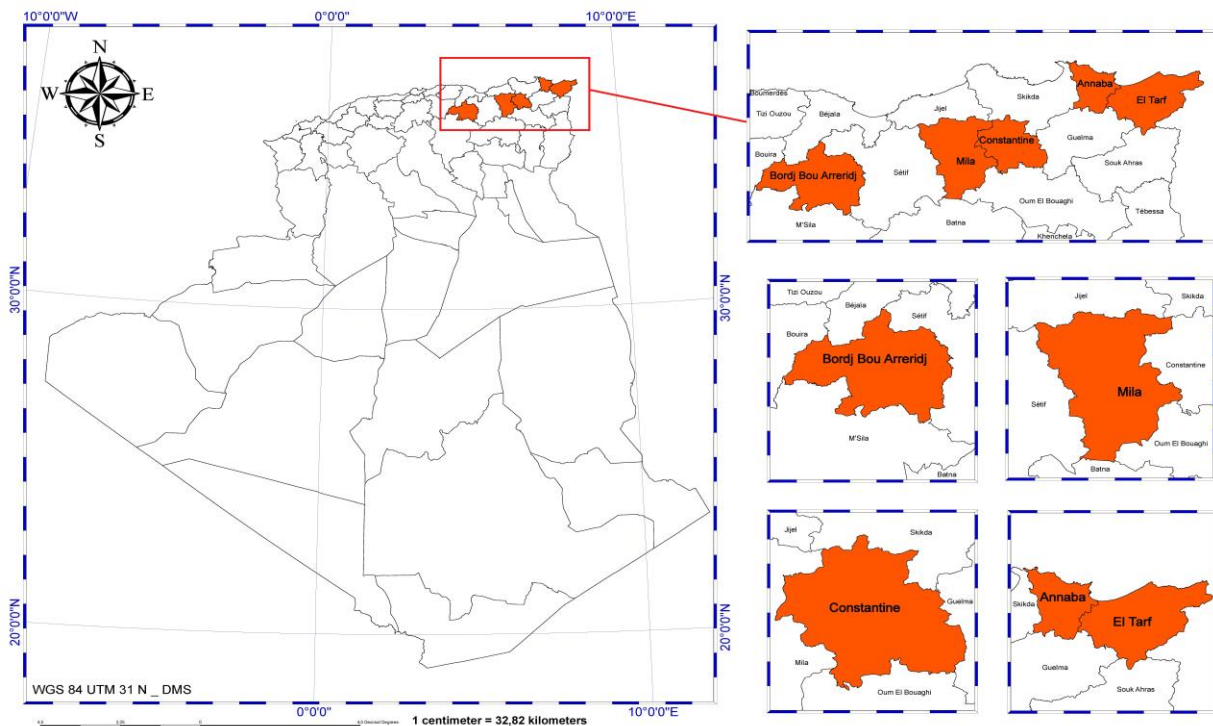 10°0'0"W
0°0'0"
10°0'0"E
N
W
E
S
30°0'0"N
30°0'0"N
20°0'0"N
20°0'0"N
WGS 84 UTM 31 N _ DMS
0°0'0"
10°0'0"E
1 centimeter = 32,82 kilometers
Annaba
El Tarf
Skikda
Boumerdès
Tizi Ouzou
Béjaïa
Jijel
Guelma
Constantine
Bouira
Souk Ahras
Mila
Bordj Bou Arreridj
Sétif
Oum El Bouaghi
Tébessa
M'Sila
Batna
Khenchela
Tizi Ouzou
Béjaïa
Sétif
Bouira
Bordj Bou Arreridj
M'Sila
Batna
Jijel
Skikda
Constantine
Mila
Sétif
Oum El Bouaghi
Batna
Jijel
Skikda
Guelma
Constantine
Mila
Oum El Bouaghi
Annaba
Skikda
El Tarf
Guelma
Souk Ahras